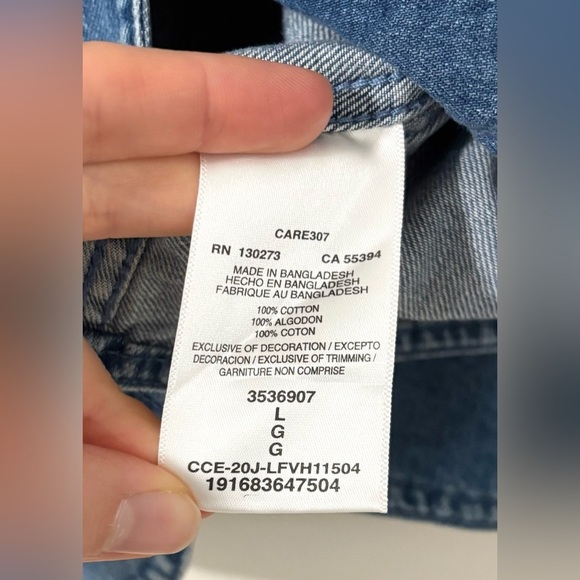 CARE307
RN 130273 CA 55394
MADE IN BANGLADESH
HECHO EN BANGLADESH
FABRIQUE AU BANGLADESH
100% COTTON
100% ALGODON
100% COTON
EXCLUSIVE OF DECORATION / EXCEPTO
DECORACION / EXCLUSIVE OF TRIMMING /
GARNITURE NON COMPRISE
3536907
L
G
G
CCE-20J-LFVH11504
191683647504